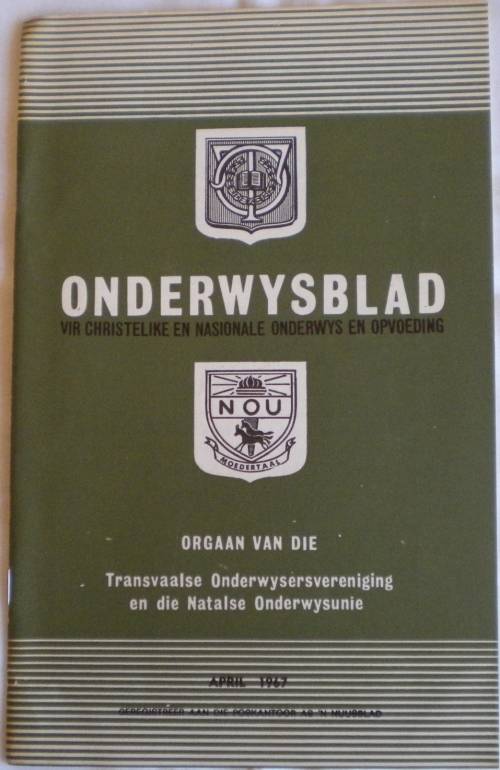 ONDERWYSBLAD
VIR CHRISTELIKE EN NASIONALE ONDERWYS EN OPVOEDING
NOU
MOEDERTAAL
ORGAAN VAN DIE
Transvaalse Onderwysersvereniging
en die Natalse Onderwysunie
APRIL 1967
GEREGISTREER AAN DIE POSKANTOOR AS 'N NUUSBLAD